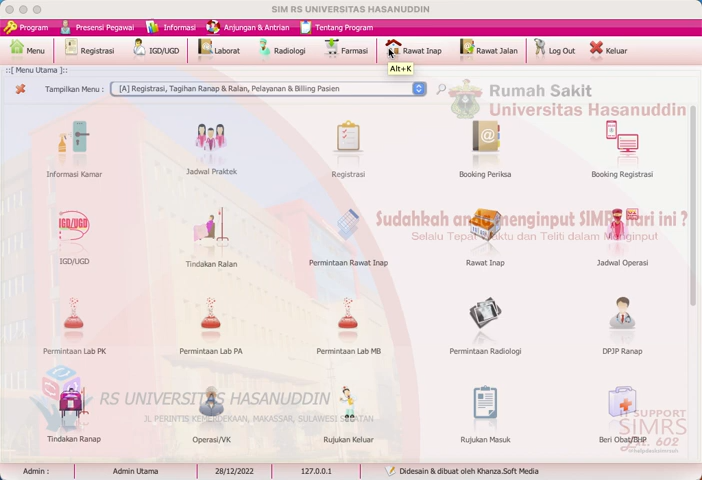 SIM RS UNIVERSITAS HASANUDDIN
Program Presensi Pegawai Informasi Anjungan & Antrian Tentang Program
Menu Registrasi IGD/UGD Laborat Radiologi Farmasi Rawat Inap Rawat Jalan Log Out Keluar
Alt+K
::[ Menu Utama ]::
Tampilkan Menu : [A] Registrasi, Tagihan Ranap & Ralan, Pelayanan & Billing Pasien
Rumah Sakit
Universitas Hasanuddin
Informasi Kamar Jadwal Praktek Registrasi Booking Periksa Booking Registrasi
Sudahkah anda menginput SIMRS hari ini ?
Selalu Tepat Waktu dan Teliti dalam Menginput
IGD/UGD
IGD/UGD Tindakan Ralan Permintaan Rawat Inap Rawat Inap Jadwal Operasi
Permintaan Lab PK Permintaan Lab PA Permintaan Lab MB Permintaan Radiologi DPJP Ranap
RS UNIVERSITAS HASANUDDIN
JL PERINTIS KEMERDEKAAN, MAKASSAR, SULAWESI SELATAN
IT SUPPORT
SIMRS
Ext. 602
Tindakan Ranap Operasi/VK Rujukan Keluar Rujukan Masuk Beri Obat/BHP
Admin : Admin Utama 28/12/2022 127.0.0.1 Didesain & dibuat oleh Khanza.Soft Media